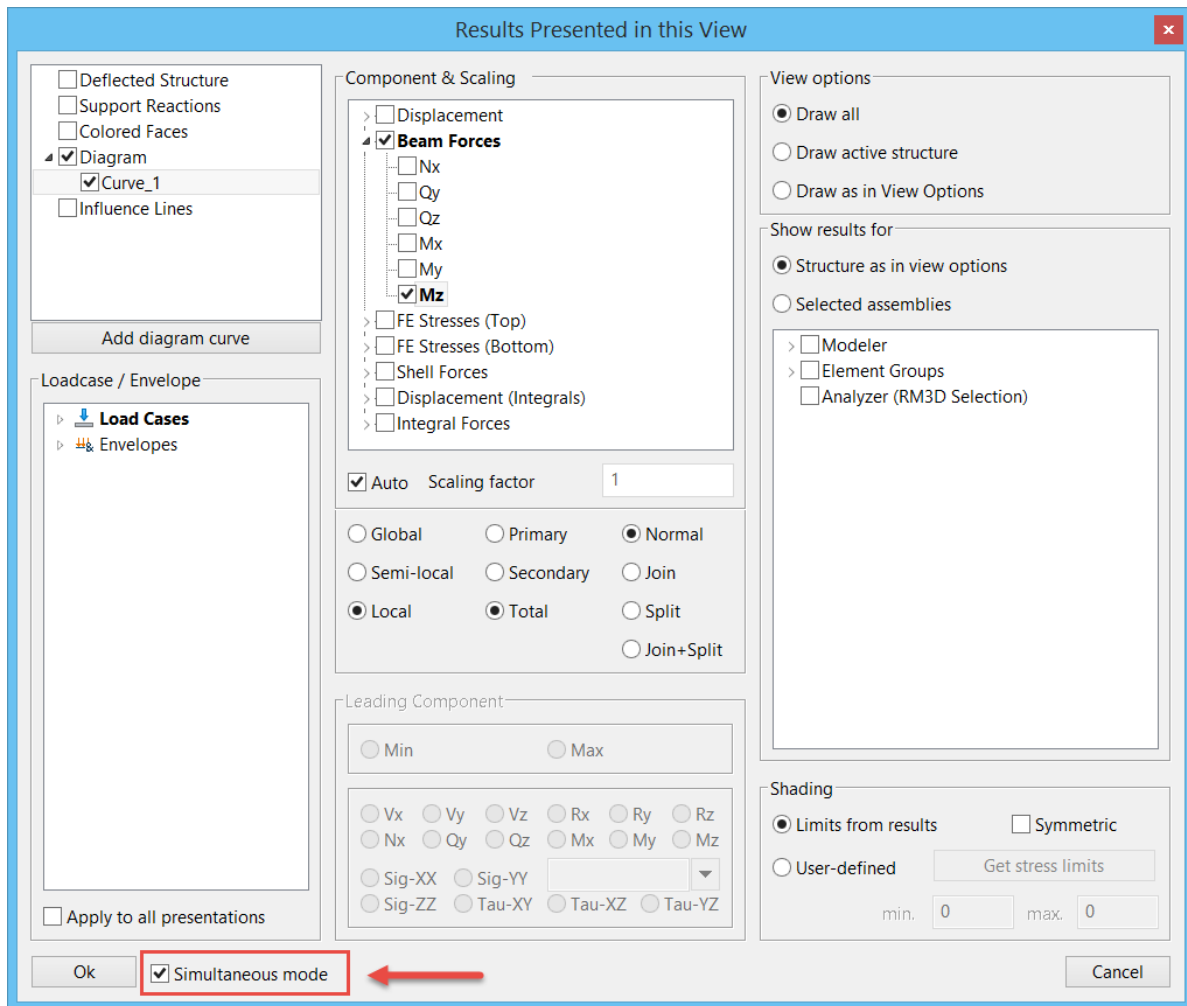 Results Presented in this View
Deflected Structure
Support Reactions
Colored Faces
Diagram
Curve_1
Influence Lines
Add diagram curve
Loadcase / Envelope
Load Cases
Envelopes
Apply to all presentations
Component & Scaling
Displacement
Beam Forces
Nx
Qy
Qz
Mx
My
Mz
FE Stresses (Top)
FE Stresses (Bottom)
Shell Forces
Displacement (Integrals)
Integral Forces
Auto Scaling factor 1
Global Primary Normal
Semi-local Secondary Join
Local Total Split
Join+Split
Leading Component
Min Max
Vx Vy Vz Rx Ry Rz
Nx Qy Qz Mx My Mz
Sig-XX Sig-YY
Sig-ZZ Tau-XY Tau-XZ Tau-YZ
View options
Draw all
Draw active structure
Draw as in View Options
Show results for
Structure as in view options
Selected assemblies
Modeler
Element Groups
Analyzer (RM3D Selection)
Shading
Limits from results Symmetric
User-defined Get stress limits
min. 0 max. 0
Ok Simultaneous mode Cancel